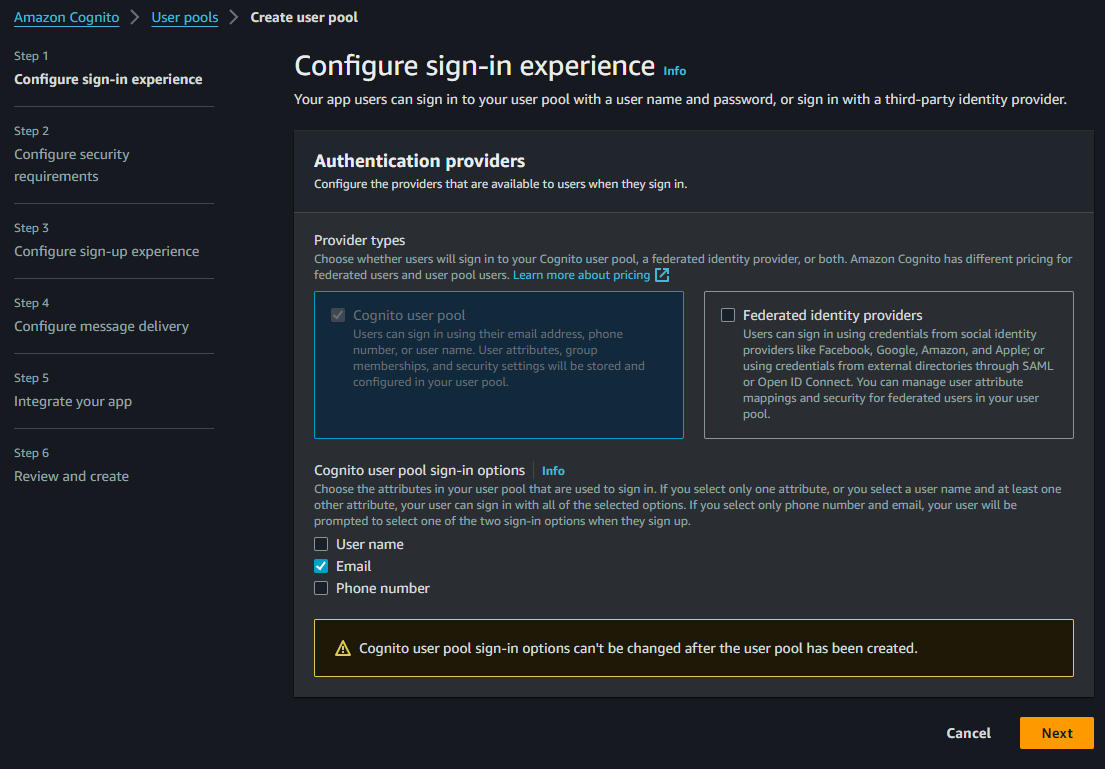 Amazon Cognito > User pools > Create user pool
Step 1
Configure sign-in experience
Step 2
Configure security
requirements
Step 3
Configure sign-up experience
Step 4
Configure message delivery
Step 5
Integrate your app
Step 6
Review and create
Configure sign-in experience Info
Your app users can sign in to your user pool with a user name and password, or sign in with a third-party identity provider.
Authentication providers
Configure the providers that are available to users when they sign in.
Provider types
Choose whether users will sign in to your Cognito user pool, a federated identity provider, or both. Amazon Cognito has different pricing for
federated users and user pool users. Learn more about pricing
Cognito user pool
Users can sign in using their email address, phone
number, or user name. User attributes, group
memberships, and security settings will be stored and
configured in your user pool.
Federated identity providers
Users can sign in using credentials from social identity
providers like Facebook, Google, Amazon, and Apple; or
using credentials from external directories through SAML
or Open ID Connect. You can manage user attribute
mappings and security for federated users in your user
pool.
Cognito user pool sign-in options Info
Choose the attributes in your user pool that are used to sign in. If you select only one attribute, or you select a user name and at least one
other attribute, your user can sign in with all of the selected options. If you select only phone number and email, your user will be
prompted to select one of the two sign-in options when they sign up.
User name
Email
Phone number
Cognito user pool sign-in options can't be changed after the user pool has been created.
Cancel
Next